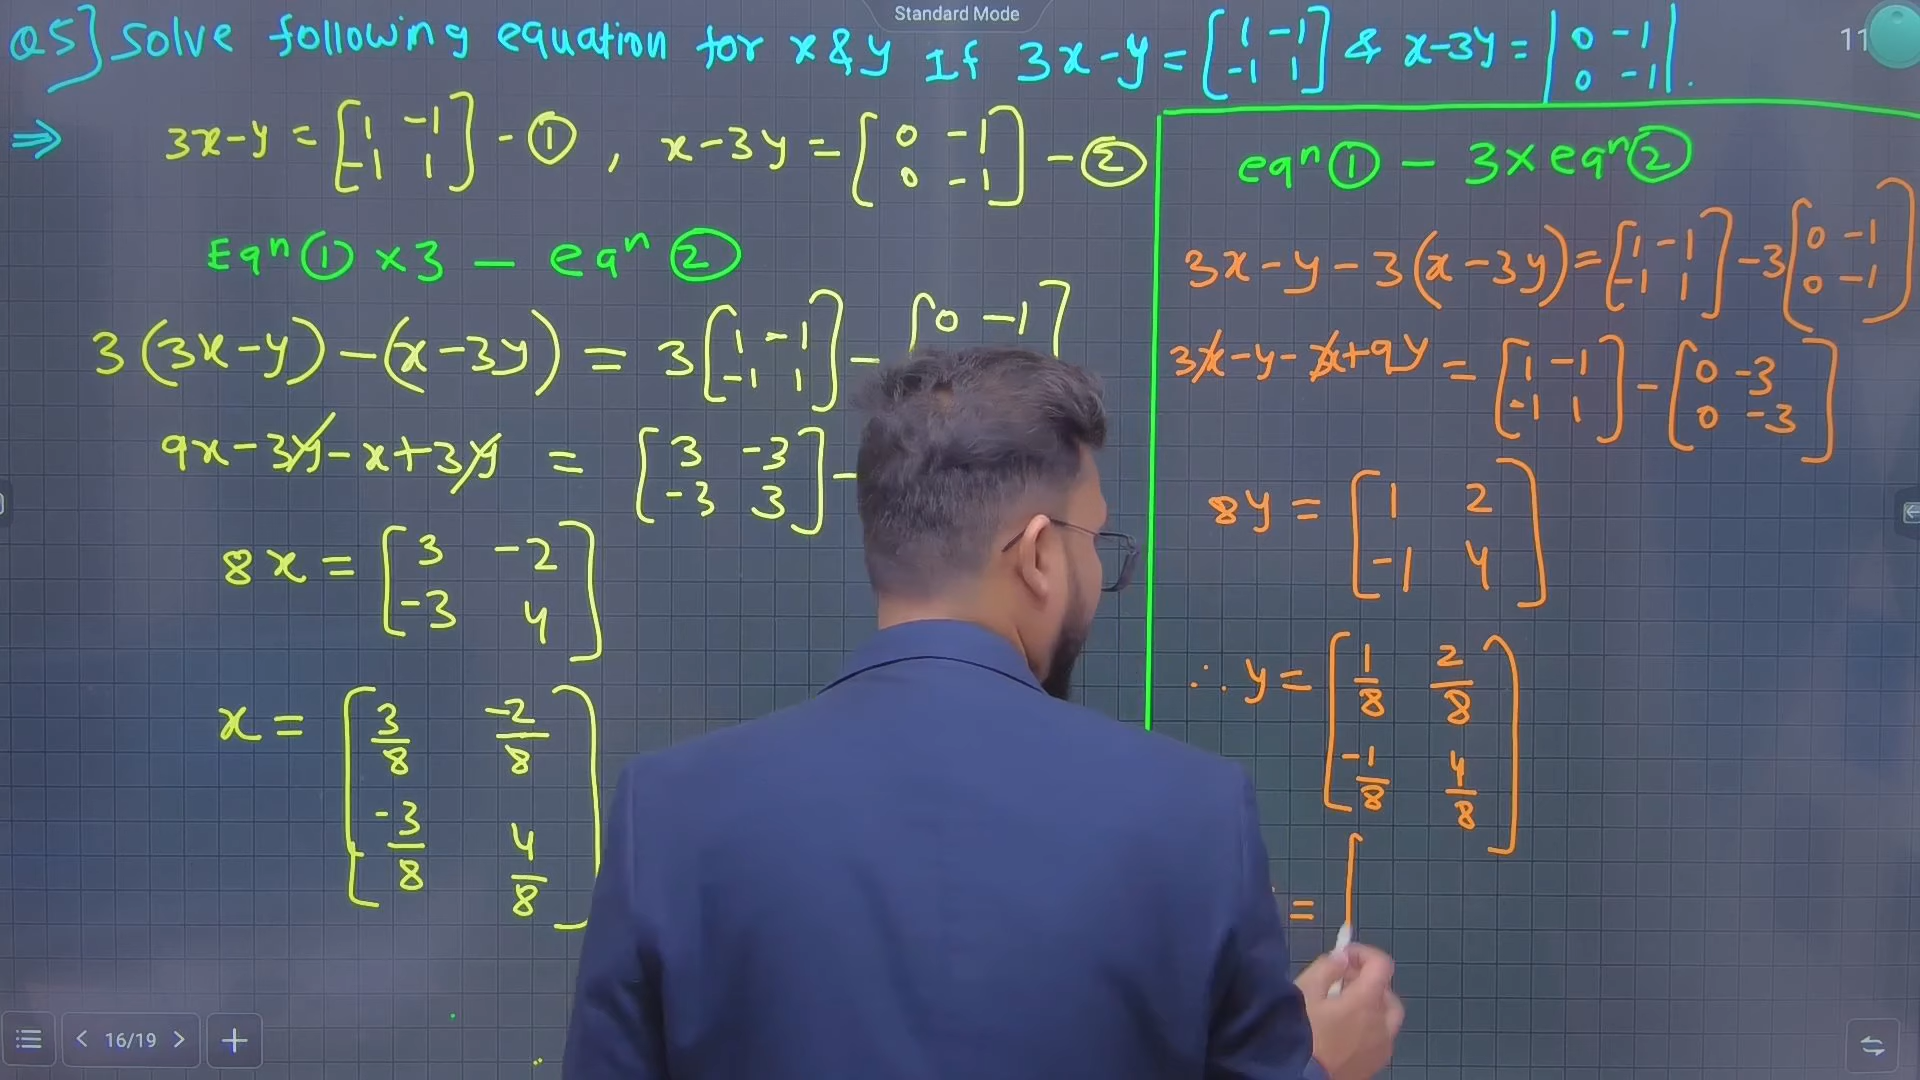 Standard Mode
Q5] Solve following equation for x & y If 3x-y = [1 -1 -1 1] & x-3y = |0 -1 0 -1|.
11
⇒ 3x-y = [1 -1 -1 1] - ① , x-3y = [0 -1 0 -1] - ②
Eqⁿ ① ×3 - eqⁿ ②
3(3x-y)-(x-3y) = 3[1 -1 -1 1] - [0 -1
9x-3y-x+3y = [3 -3 -3 3] -
8x = [3 -2 -3 4]
x = [3/8 -2/8 -3/8 4/8]
eqⁿ ① - 3×eqⁿ ②
3x-y-3(x-3y) = [1 -1 -1 1] -3[0 -1 0 -1]
3x-y-3x+9y = [1 -1 -1 1] - [0 -3 0 -3]
8y = [1 2 -1 4]
∴ y = [1/8 2/8 -1/8 4/8]
= [
16/19